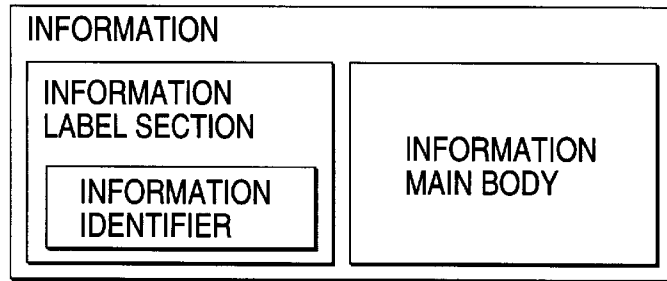 INFORMATION
INFORMATION
LABEL SECTION
INFORMATION
IDENTIFIER
INFORMATION
MAIN BODY